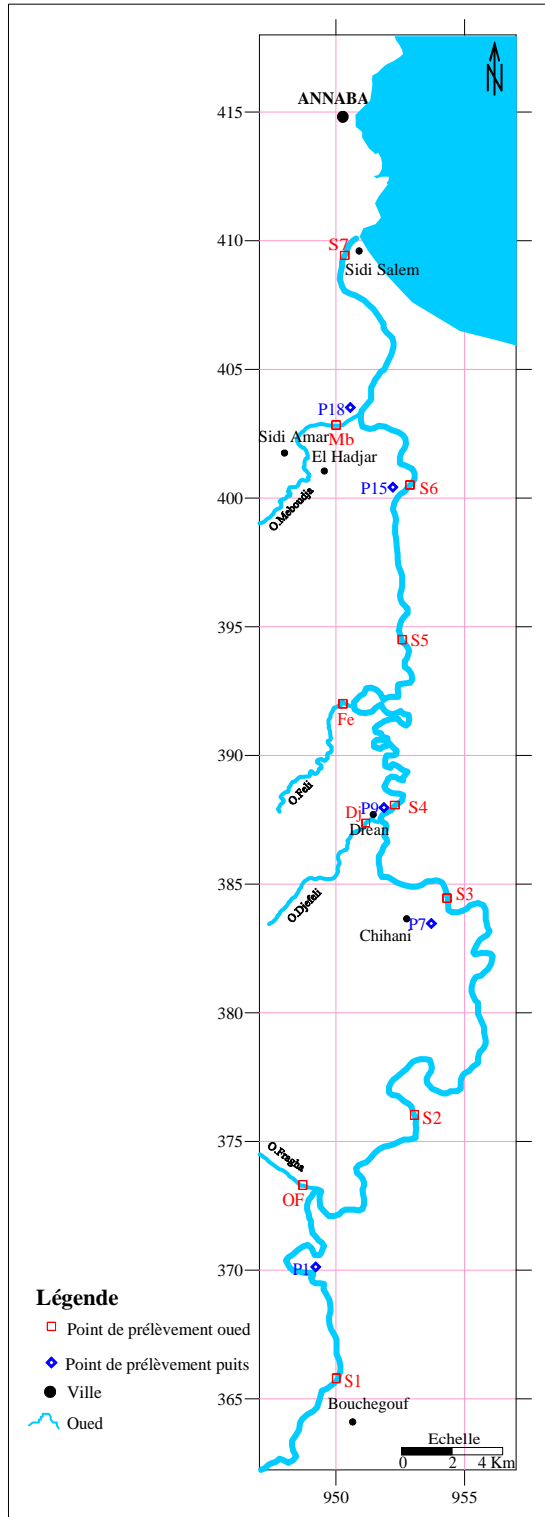 N
415
ANNABA
410
S7
Sidi Salem
405
P18
Mb
Sidi Amar
El Hadjar
P15
S6
400
O.Meboudja
395
S5
Fe
390
O.Feli
P9
S4
Dj
Drean
385
S3
O.Djefeli
P7
Chihani
380
S2
375
O.Fragha
OF
370
P1
Légende
Point de prélèvement oued
S1
Point de prélèvement puits
365
Bouchegouf
Ville
Oued
Echelle
0 2 4 Km
950 955